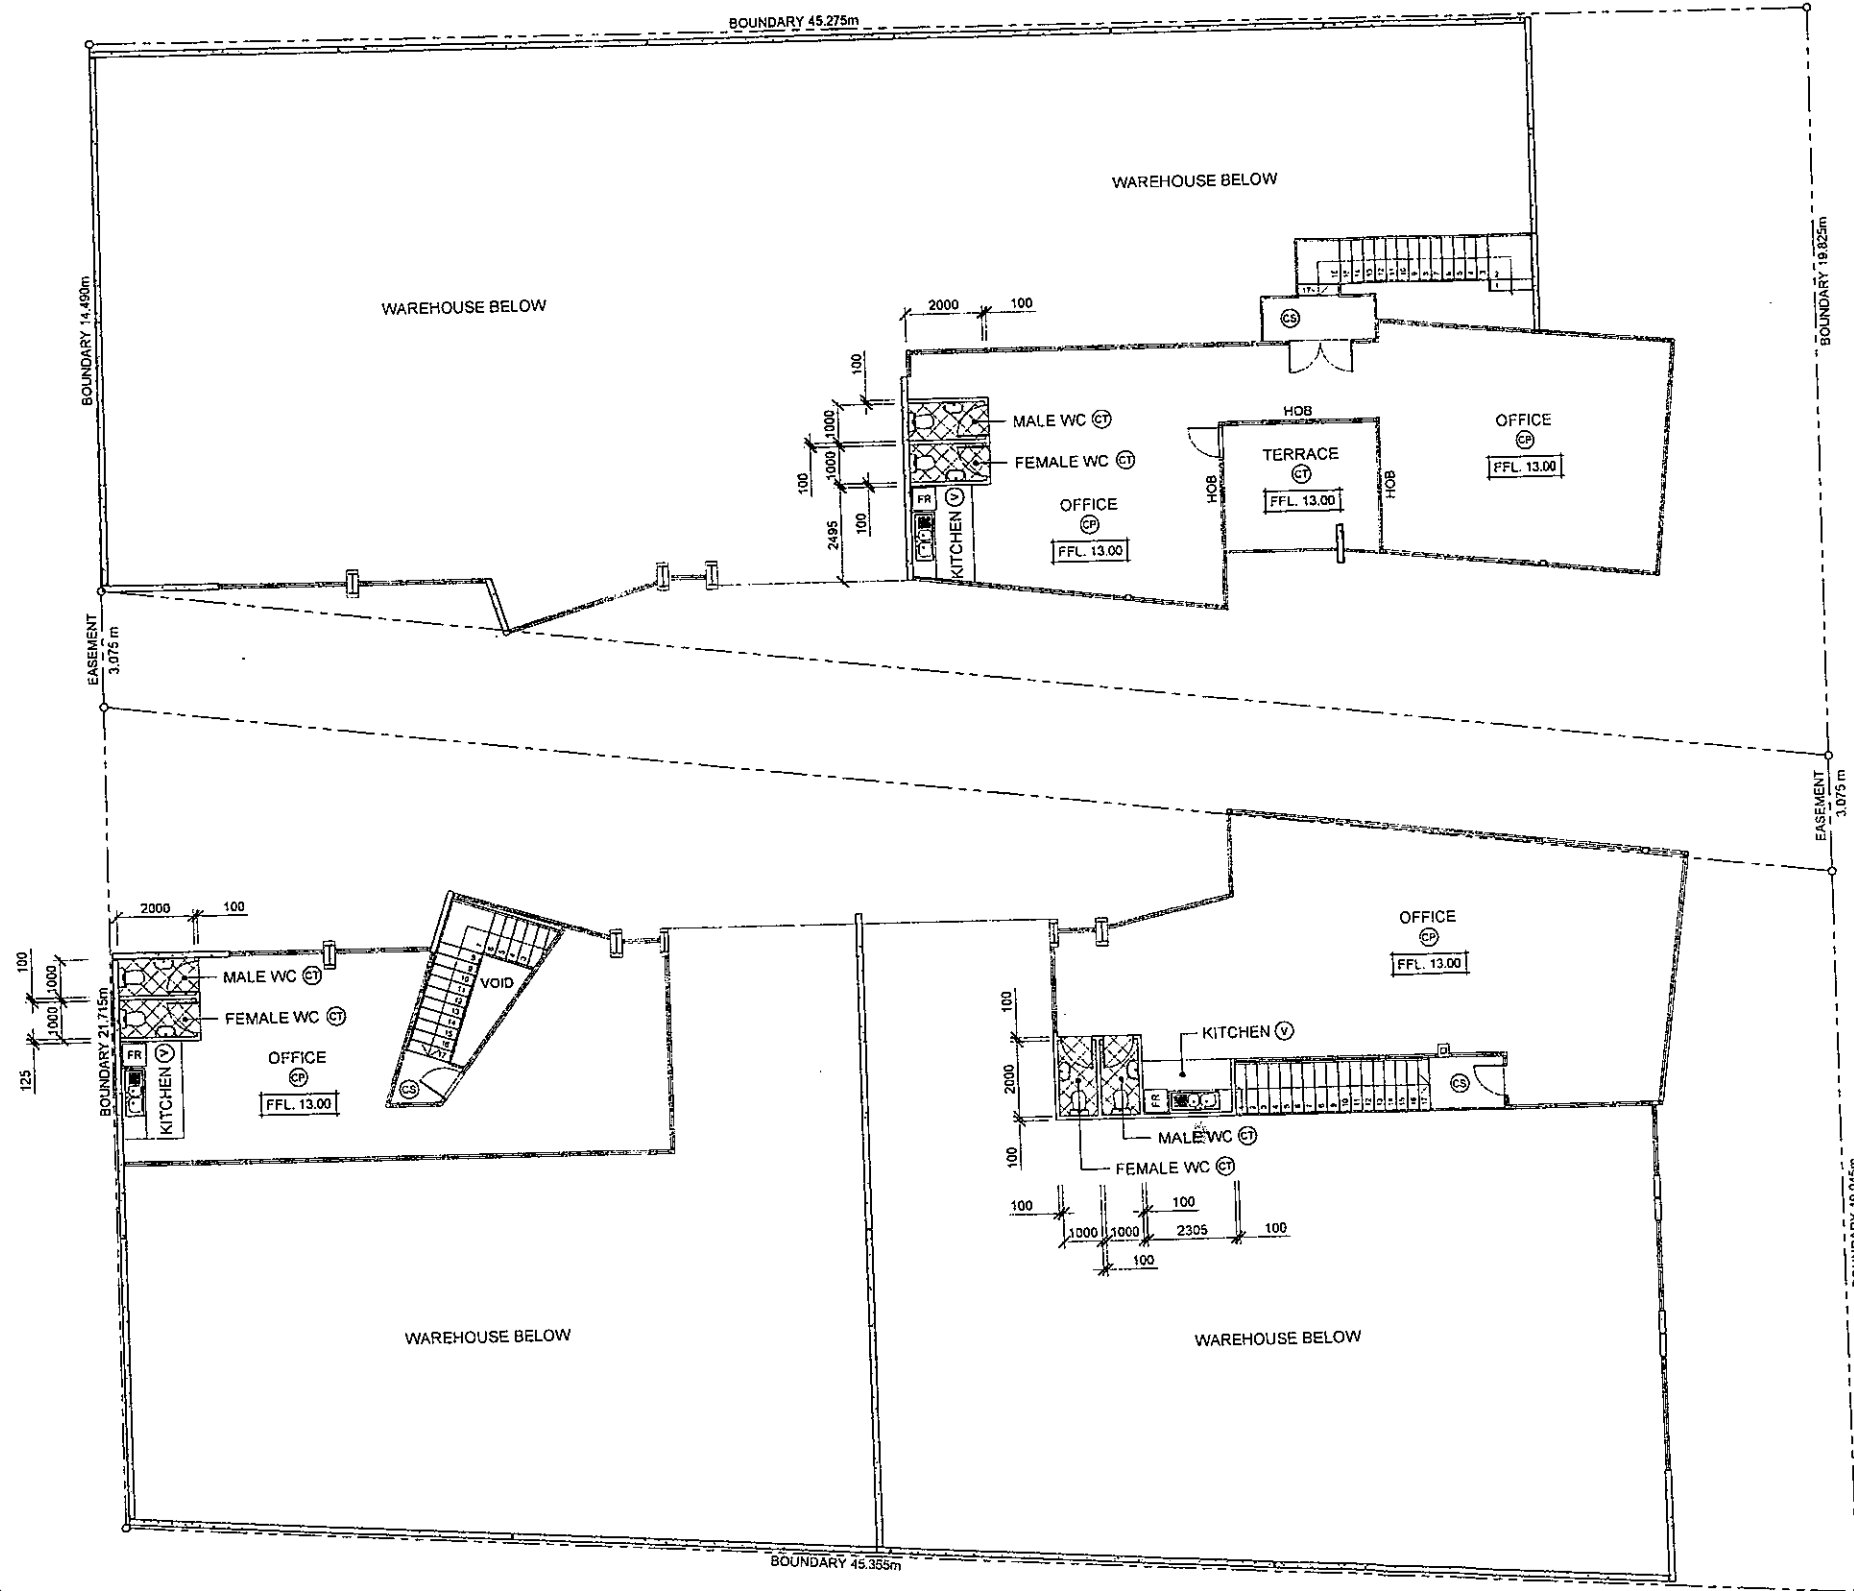 BOUNDARY 45.275m
WAREHOUSE BELOW
BOUNDARY 19.825m
BOUNDARY 14.490m
WAREHOUSE BELOW
2000
100
CS
100
1000
MALE WC CT
HOB
OFFICE
CP
FFL. 13.00
100
1000
FEMALE WC CT
TERRACE
CT
FFL. 13.00
HOB
HOB
FR
KITCHEN V
OFFICE
CP
FFL. 13.00
2495
100
EASEMENT
3.075 m
EASEMENT
3.075 m
2000
100
OFFICE
CP
FFL. 13.00
100
1000
MALE WC CT
VOID
1000
FEMALE WC CT
BOUNDARY 21.715m
125
FR
KITCHEN V
OFFICE
CP
FFL. 13.00
CS
100
KITCHEN V
2000
FR
CS
100
MALE WC CT
FEMALE WC CT
100
100
1000
1000
2305
100
100
WAREHOUSE BELOW
WAREHOUSE BELOW
BOUNDARY 45.355m